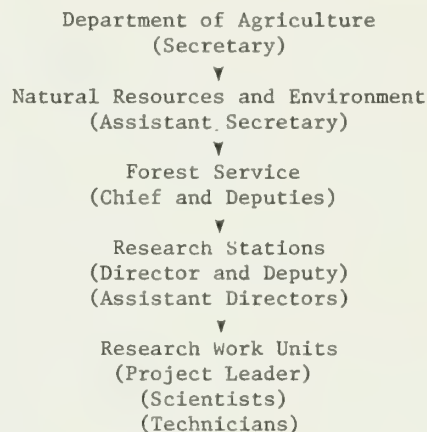 Department of Agriculture
(Secretary)
Natural Resources and Environment
(Assistant Secretary)
Forest Service
(Chief and Deputies)
Research Stations
(Director and Deputy)
(Assistant Directors)
Research Work Units
(Project Leader)
(Scientists)
(Technicians)